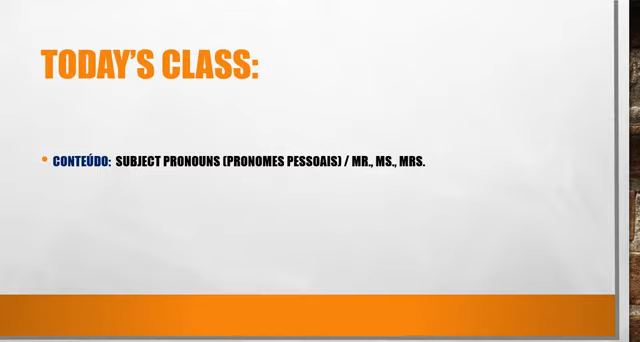 TODAY'S CLASS:
• CONTEÚDO: SUBJECT PRONOUNS (PRONOMES PESSOAIS) / MR., MS., MRS.